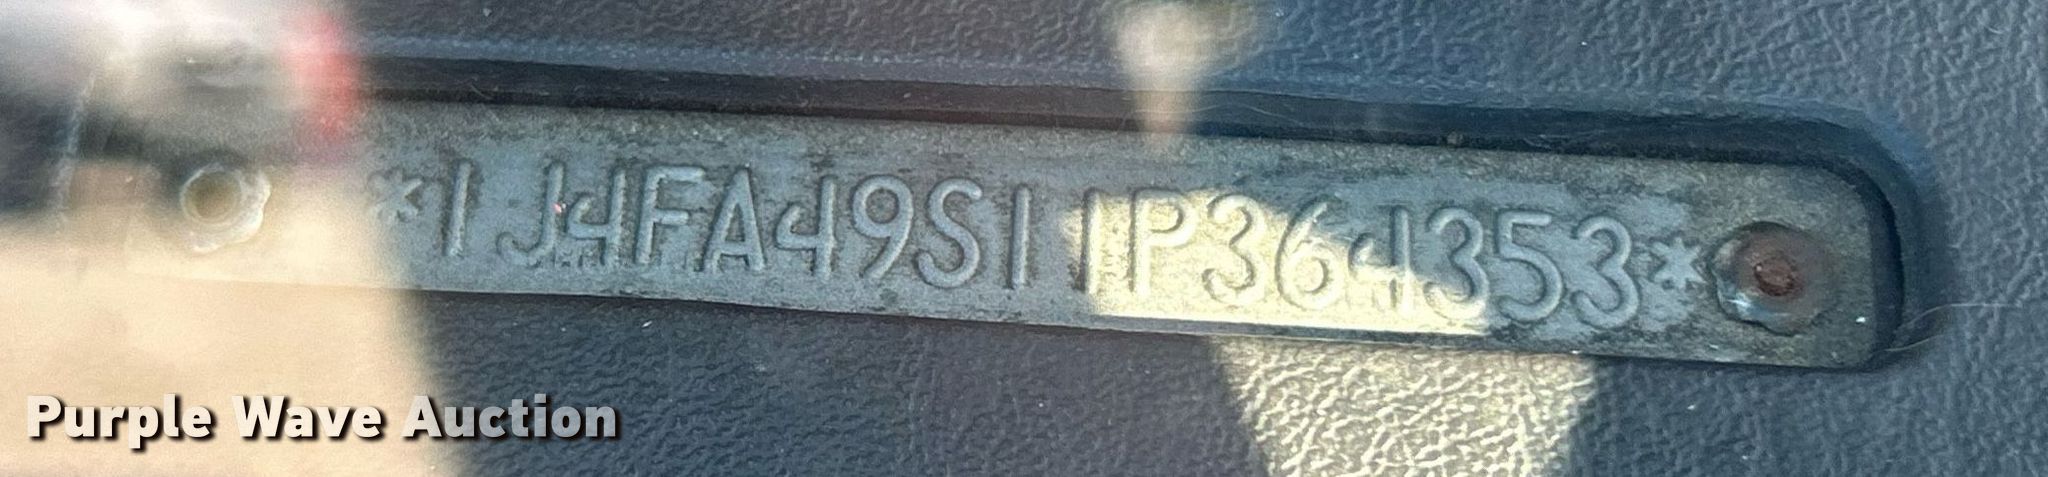 *1J4FA49S11P364353*
Purple Wave Auction